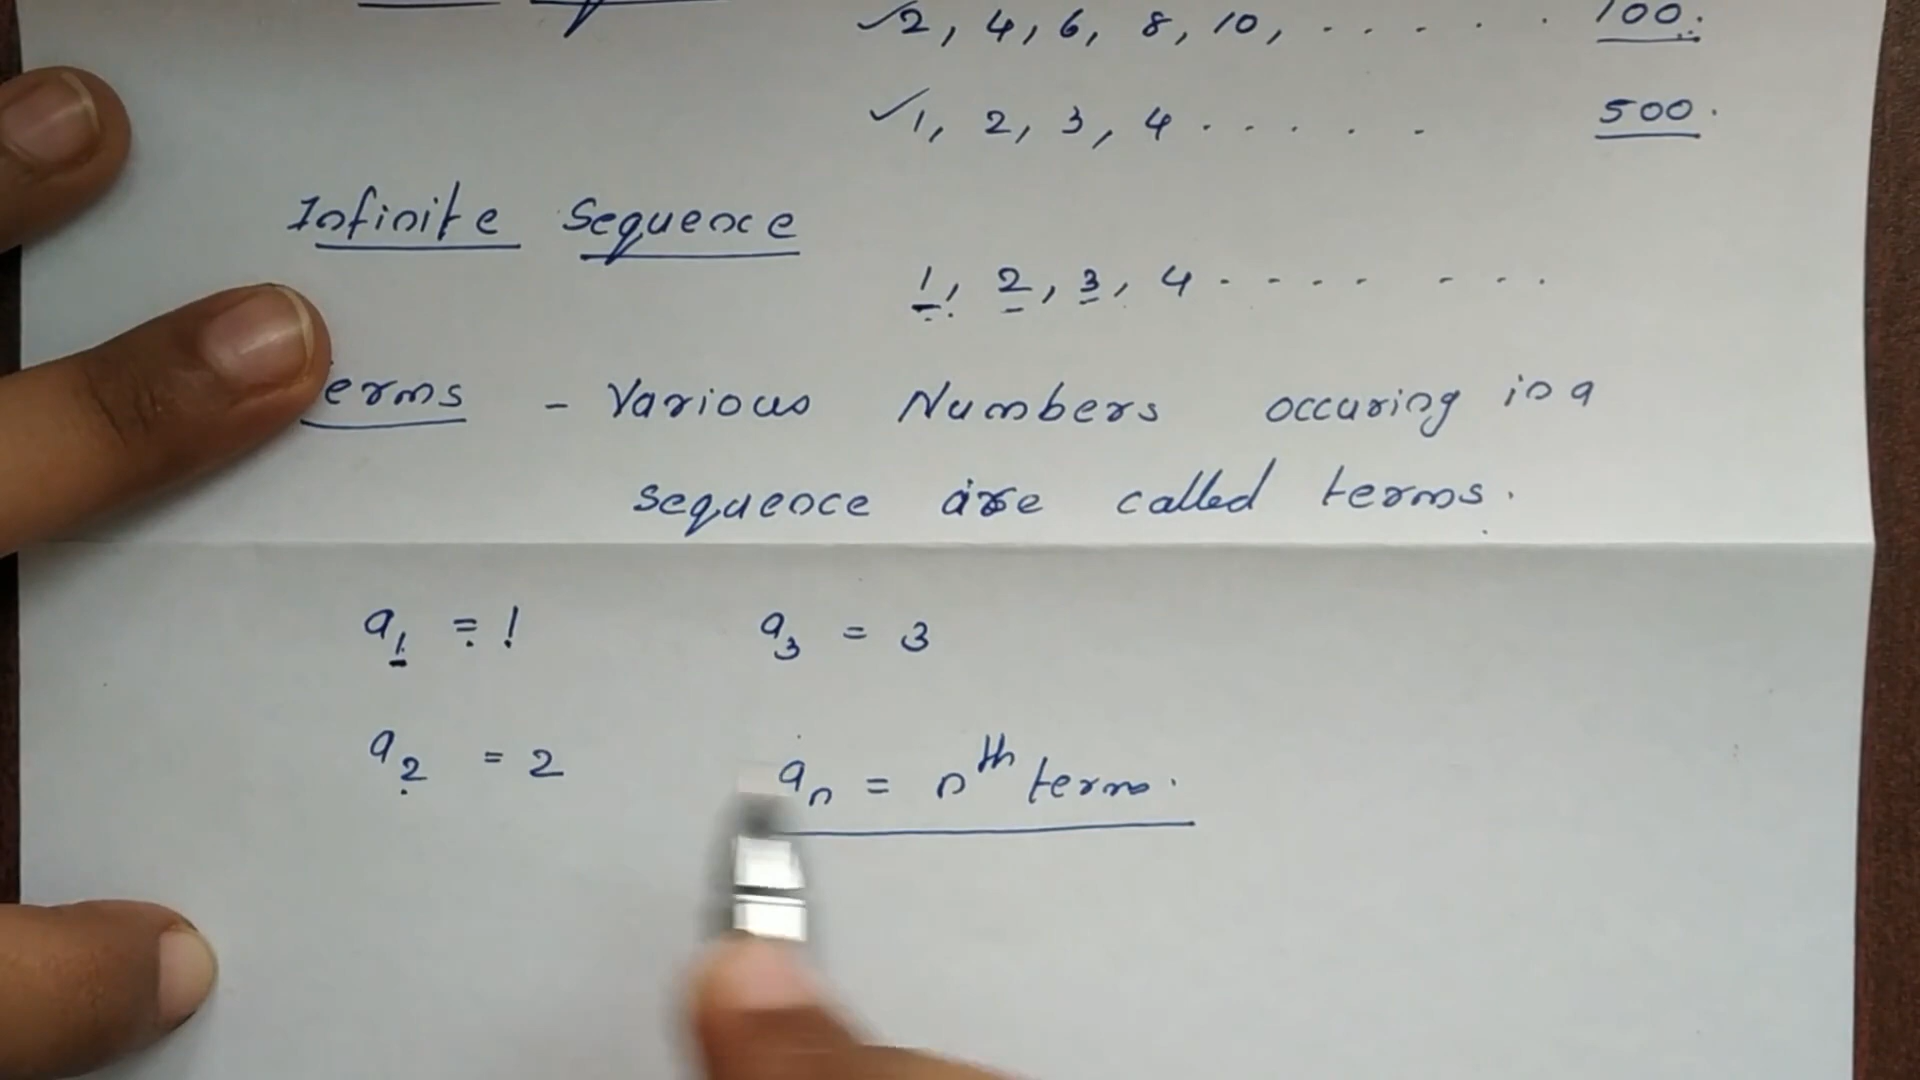 2, 4, 6, 8, 10, . . . . . 100.
1, 2, 3, 4 . . . . . 500.
Infinite Sequence
1, 2, 3, 4 . . . . . . .
erms - Various Numbers occuring in a
sequence are called terms.
a₁ = 1 a₃ = 3
a₂ = 2 aₙ = nᵗʰ terms.